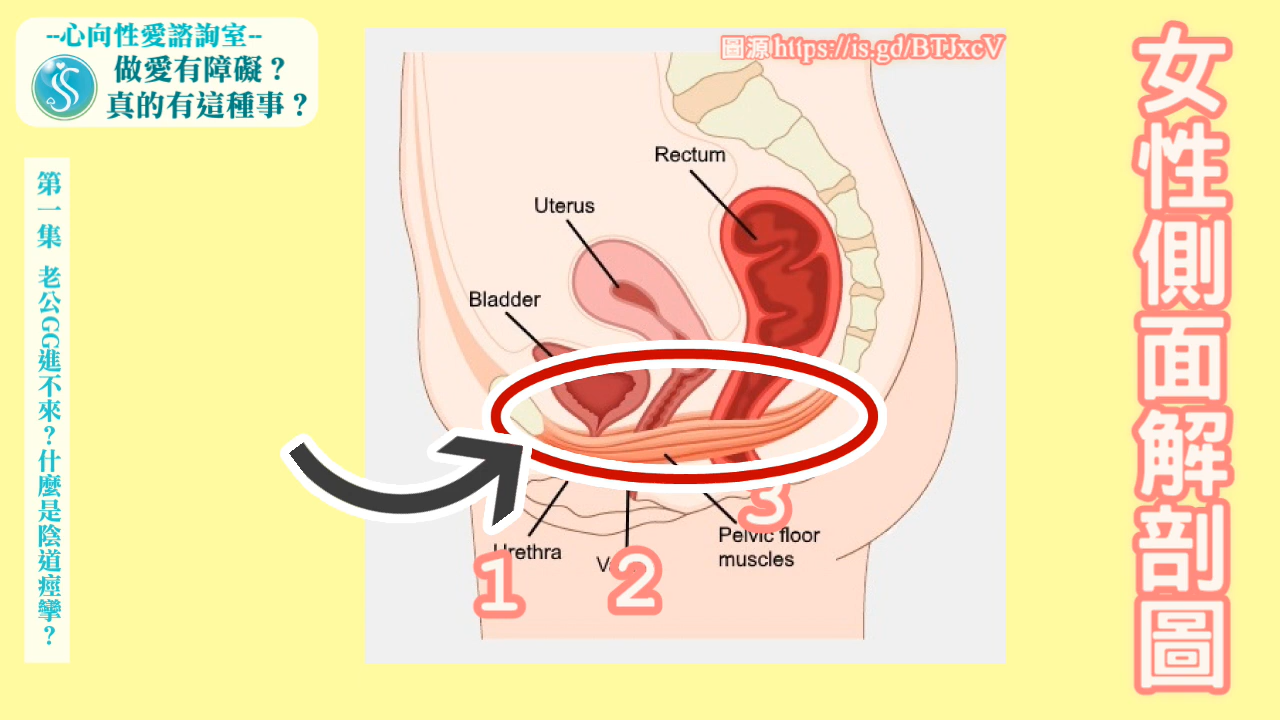 --心向性愛諮詢室--
做愛有障礙？
真的有這種事？
第一集 老公GG進不來？什麼是陰道痙攣？
圖源https://is.gd/BTJxcV
女性側面解剖圖
Rectum
Uterus
Bladder
Urethra
Pelvic floor
muscles
1
2
3